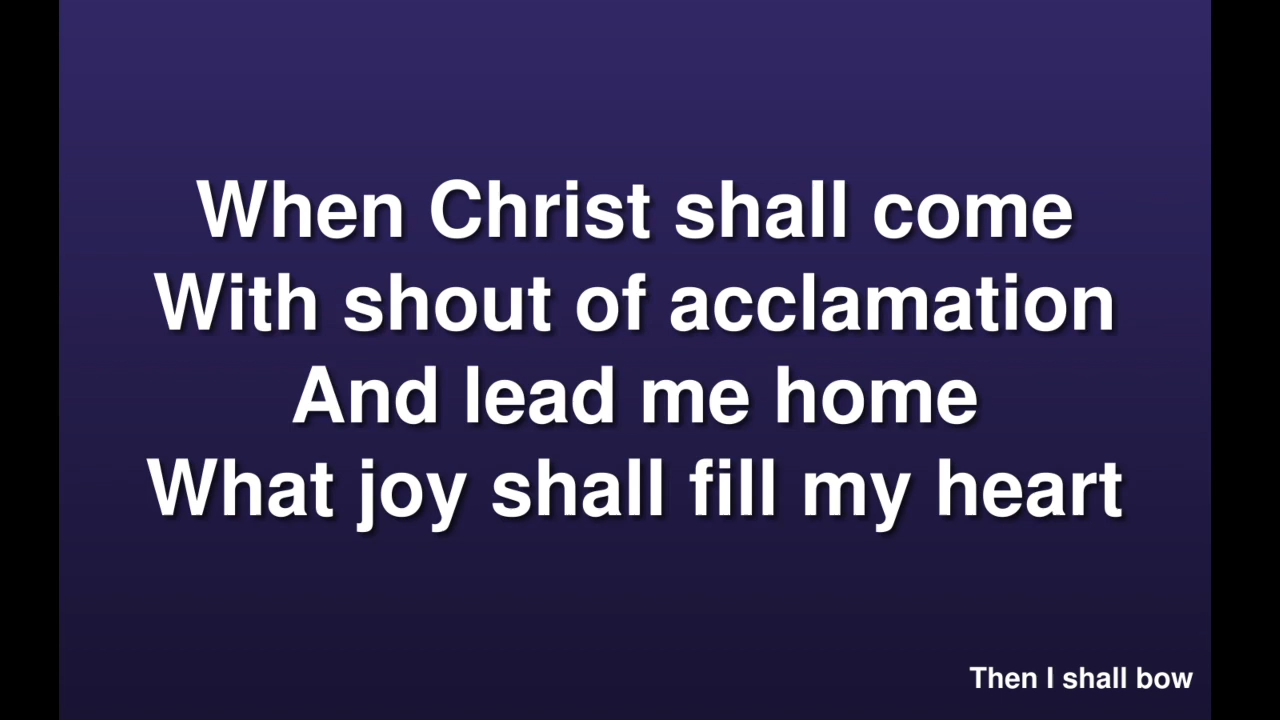 When Christ shall come
With shout of acclamation
And lead me home
What joy shall fill my heart
Then I shall bow